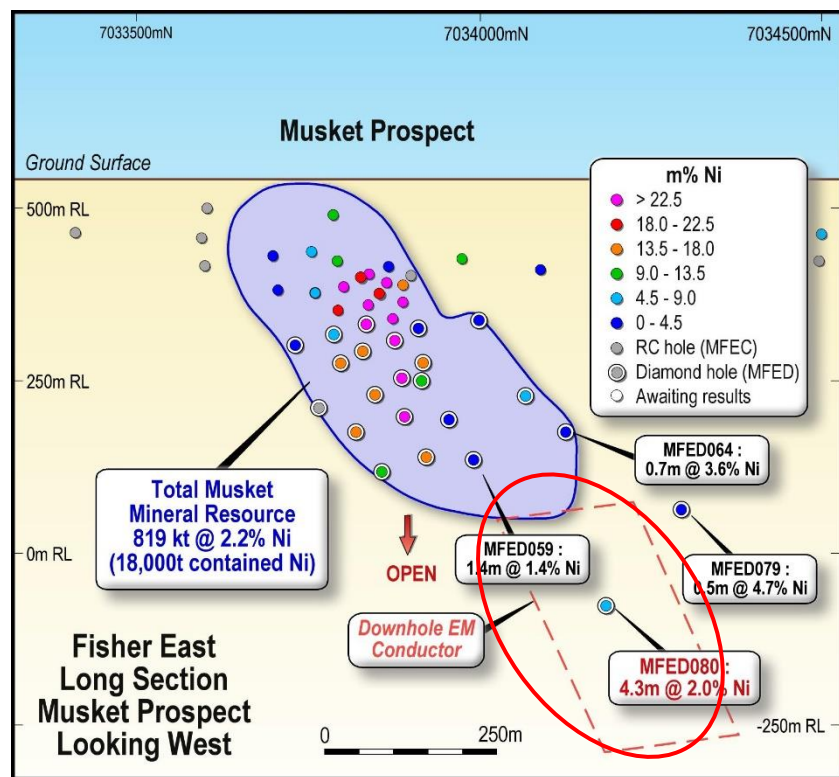 7033500mN
7034000mN
7034500mN
Musket Prospect
Ground Surface
500m RL
250m RL
0m RL
-250m RL
m% Ni
> 22.5
18.0 - 22.5
13.5 - 18.0
9.0 - 13.5
4.5 - 9.0
0 - 4.5
RC hole (MFEC)
Diamond hole (MFED)
Awaiting results
MFED064 :
0.7m @ 3.6% Ni
Total Musket
Mineral Resource
819 kt @ 2.2% Ni
(18,000t contained Ni)
OPEN
MFED059 :
1.4m @ 1.4% Ni
MFED079 :
0.5m @ 4.7% Ni
Downhole EM
Conductor
MFED080 :
4.3m @ 2.0% Ni
Fisher East
Long Section
Musket Prospect
Looking West
0
250m